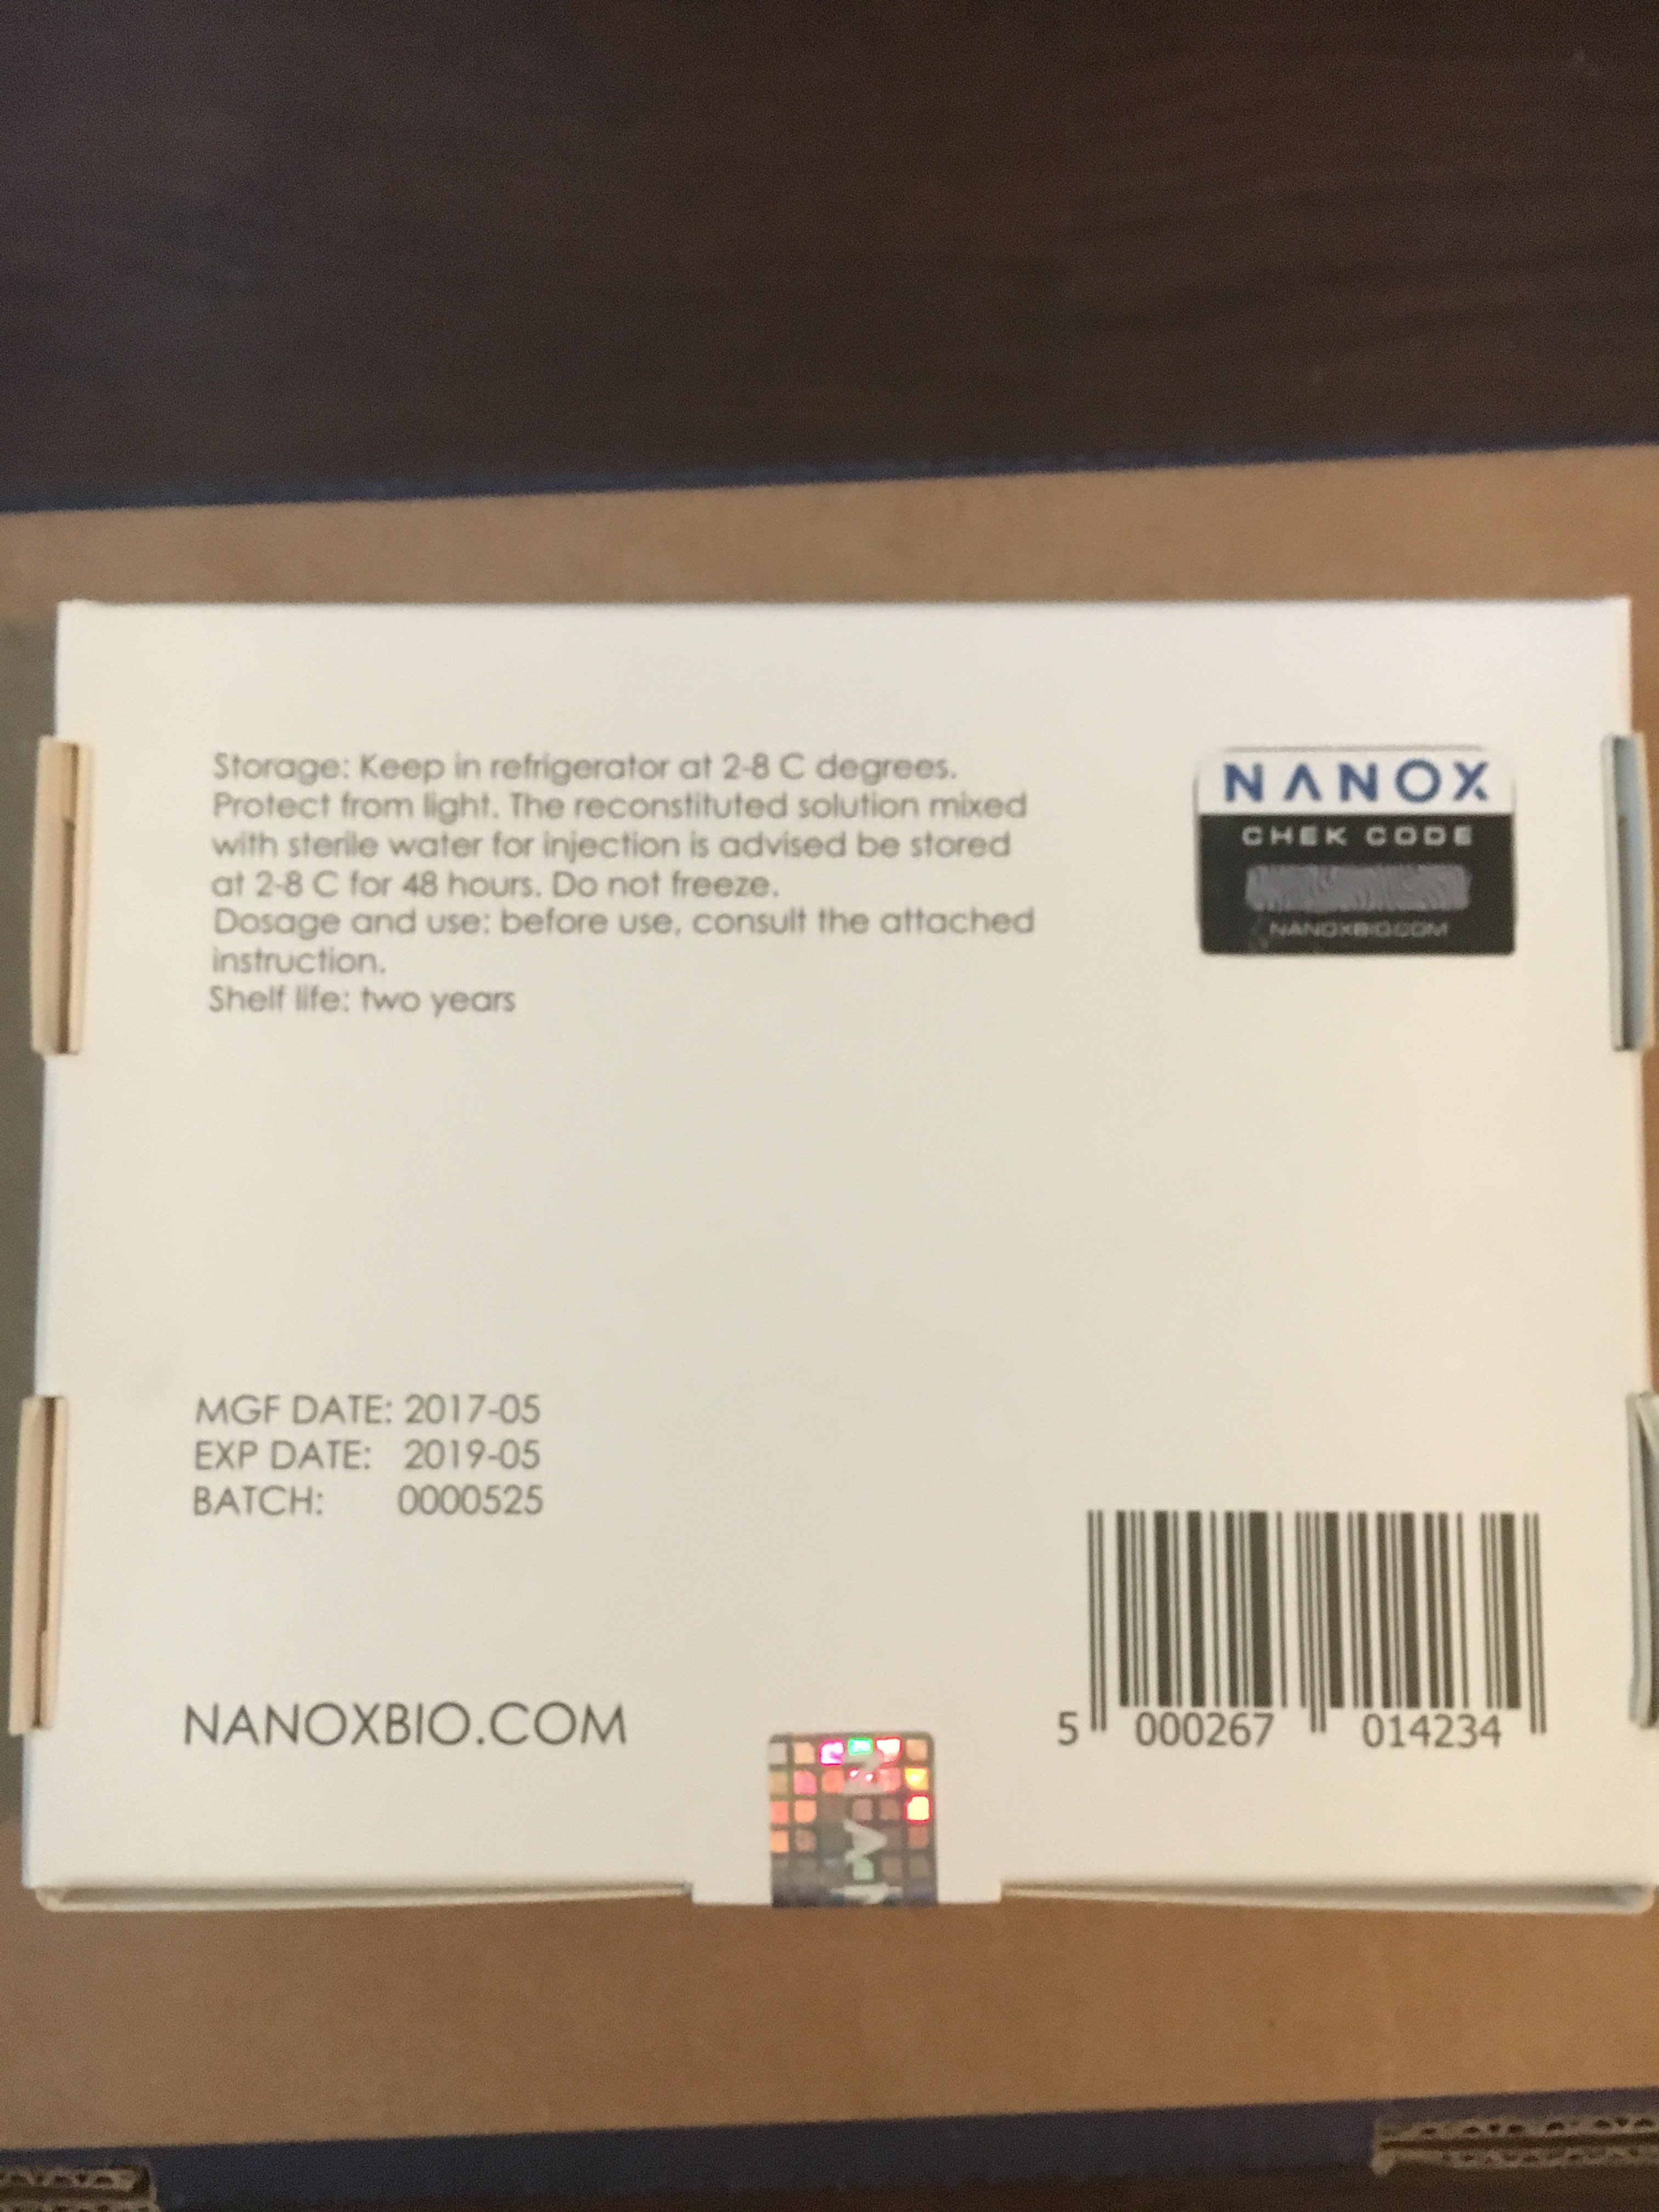 Storage: Keep in refrigerator at 2-8 C degrees.
Protect from light. The reconstituted solution mixed
with sterile water for injection is advised be stored
at 2-8 C for 48 hours. Do not freeze.
Dosage and use: before use, consult the attached
instruction.
Shelf life: two years
NANOX
CHEK CODE
NANOXBIO.COM
MGF DATE: 2017-05
EXP DATE: 2019-05
BATCH: 0000525
NANOXBIO.COM
5 000267 014234